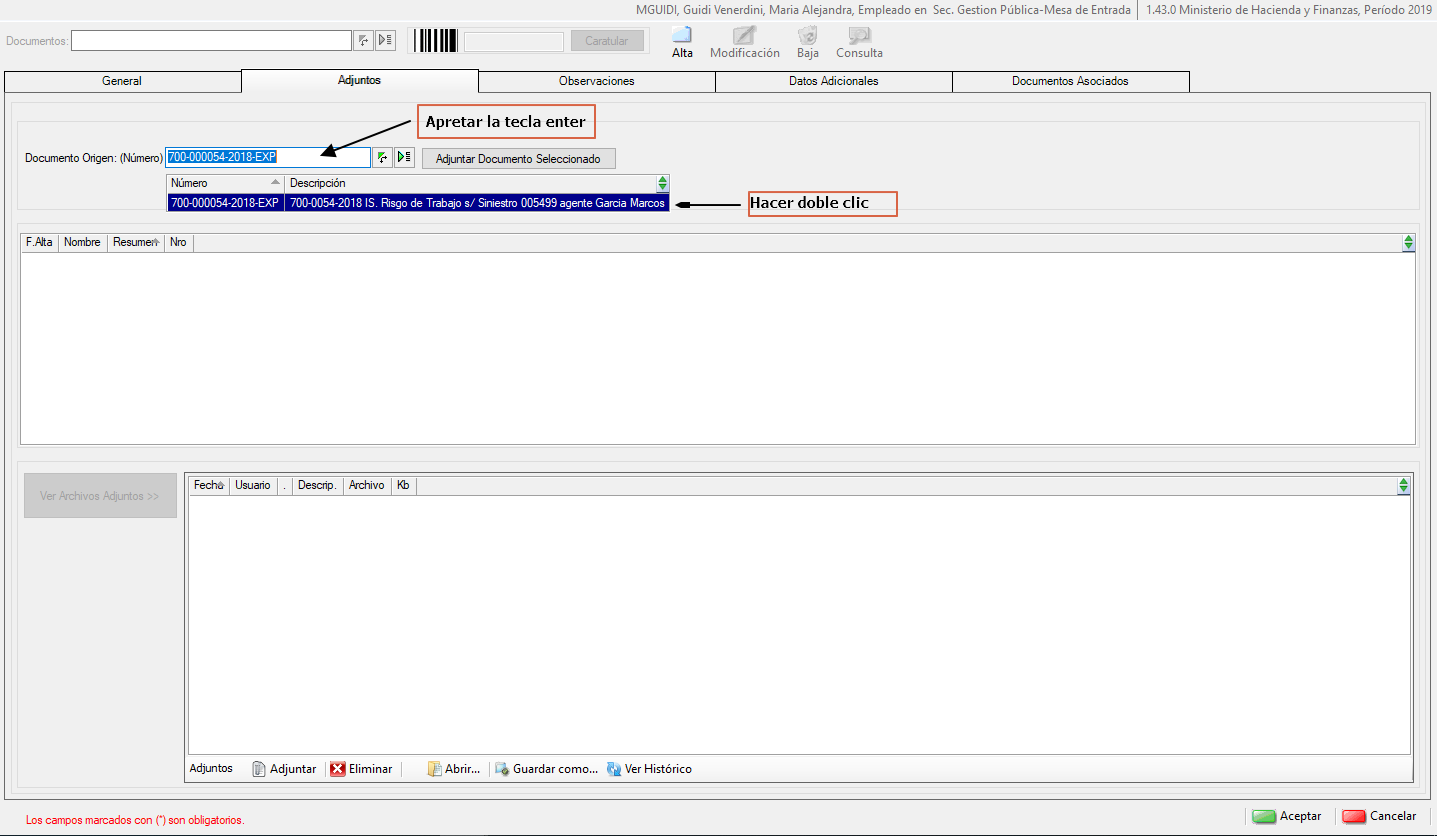 MGUIDI, Guidi Venerdini, Maria Alejandra, Empleado en Sec. Gestion Pública-Mesa de Entrada 1.43.0 Ministerio de Hacienda y Finanzas, Período 2019
Documentos: Caratular
Alta Modificación Baja Consulta
General Adjuntos Observaciones Datos Adicionales Documentos Asociados
Apretar la tecla enter
Documento Origen: (Número) 700-000054-2018-EXP Adjuntar Documento Seleccionado
Número Descripción
700-000054-2018-EXP 700-0054-2018 IS. Risgo de Trabajo s/ Siniestro 005499 agente Garcia Marcos
Hacer doble clic
F.Alta Nombre Resumen Nro
Ver Archivos Adjuntos >>
Fecha Usuario . Descrip. Archivo Kb
Adjuntos Adjuntar Eliminar Abrir... Guardar como... Ver Histórico
Los campos marcados con (*) son obligatorios.
Aceptar Cancelar